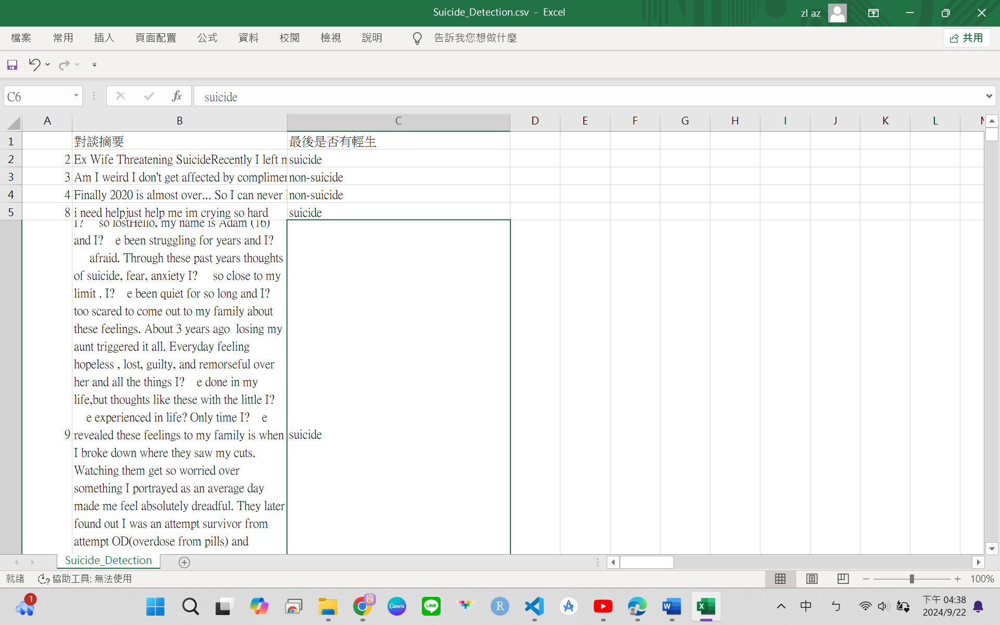 Suicide_Detection.csv - Excel
zl az
檔案 常用 插入 頁面配置 公式 資料 校閱 檢視 說明 告訴我您想做什麼 共用
C6 fx suicide
A B C D E F G H I J K L
1 對談摘要 最後是否有輕生
2 2 Ex Wife Threatening SuicideRecently I left m suicide
3 3 Am I weird I don't get affected by complimen non-suicide
4 4 Finally 2020 is almost over... So I can never non-suicide
5 8 i need helpjust help me im crying so hard suicide
I? so lostHello, my name is Adam (16)
and I? e been struggling for years and I?
afraid. Through these past years thoughts
of suicide, fear, anxiety I? so close to my
limit . I? e been quiet for so long and I?
too scared to come out to my family about
these feelings. About 3 years ago losing my
aunt triggered it all. Everyday feeling
hopeless , lost, guilty, and remorseful over
her and all the things I? e done in my
life,but thoughts like these with the little I?
e experienced in life? Only time I? e
9 revealed these feelings to my family is when suicide
I broke down where they saw my cuts.
Watching them get so worried over
something I portrayed as an average day
made me feel absolutely dreadful. They later
found out I was an attempt survivor from
attempt OD(overdose from pills) and
Suicide_Detection
就緒 協助工具: 無法使用 100%
1 Canva LINE R W X 中 ㄅ 下午 04:38
2024/9/22